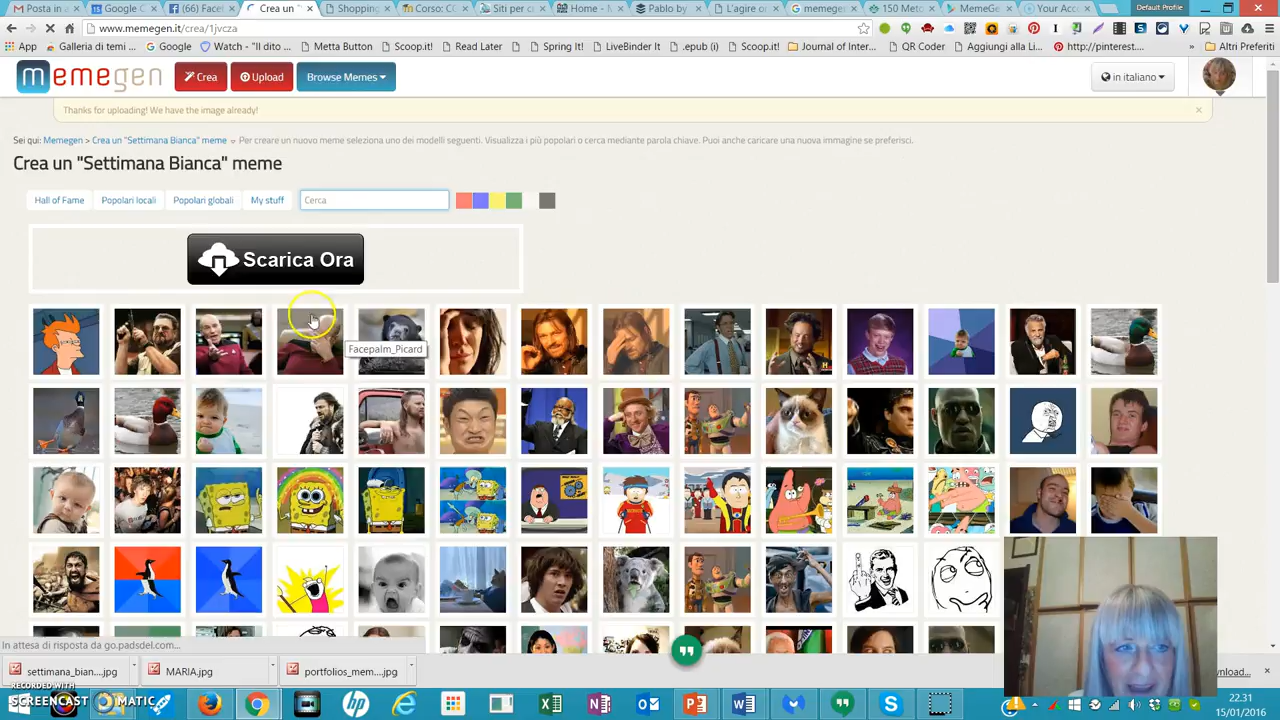 Posta in a
Google C
(66) Face
Crea un "
Shopping
Corso: CC
Siti per c
Home - M
Pablo by
L'agire o
memege
150 Meto
MemeGe
Your Acce
Default Profile
www.memegen.it/crea/1jvcza
App
Galleria di temi ...
Google
Watch - "Il dito ...
Metta Button
Scoop.it!
Read Later
Spring It!
LiveBinder It
.epub (i)
Scoop.it!
Journal of Inter...
QR Coder
Aggiungi alla Li...
http://pinterest...
Altri Preferiti
memegen
Crea
Upload
Browse Memes
in italiano
Thanks for uploading! We have the image already!
Sei qui: Memegen > Crea un "Settimana Bianca" meme Per creare un nuovo meme seleziona uno dei modelli seguenti. Visualizza i più popolari o cerca mediante parola chiave. Puoi anche caricare una nuova immagine se preferisci.
Crea un "Settimana Bianca" meme
Hall of Fame
Popolari locali
Popolari globali
My stuff
Cerca
Scarica Ora
Facepalm_Picard
In attesa di risposta da go.padsdel.com...
settimana_bian....jpg
MARIA.jpg
portfolios_mem....jpg
wnload...
RECORDED WITH
SCREENCAST MATIC
22.31
15/01/2016